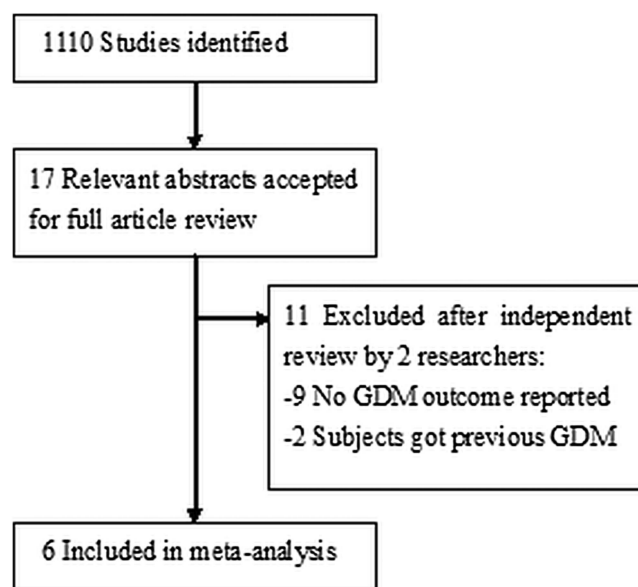 1110 Studies identified
17 Relevant abstracts accepted
for full article review
11 Excluded after independent
review by 2 researchers:
-9 No GDM outcome reported
-2 Subjects got previous GDM
6 Included in meta-analysis